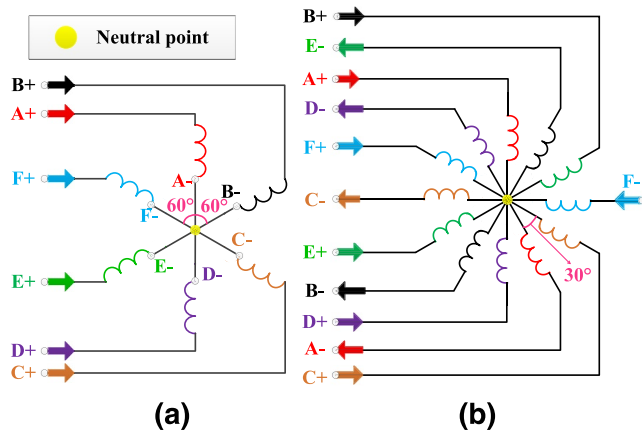 Neutral point
B+
A+
A-
F+
60° 60°
B-
F-
C-
E-
E+
D-
D+
C+
(a)
B+
E-
A+
D-
F+
C-
F-
E+
30°
B-
D+
A-
C+
(b)